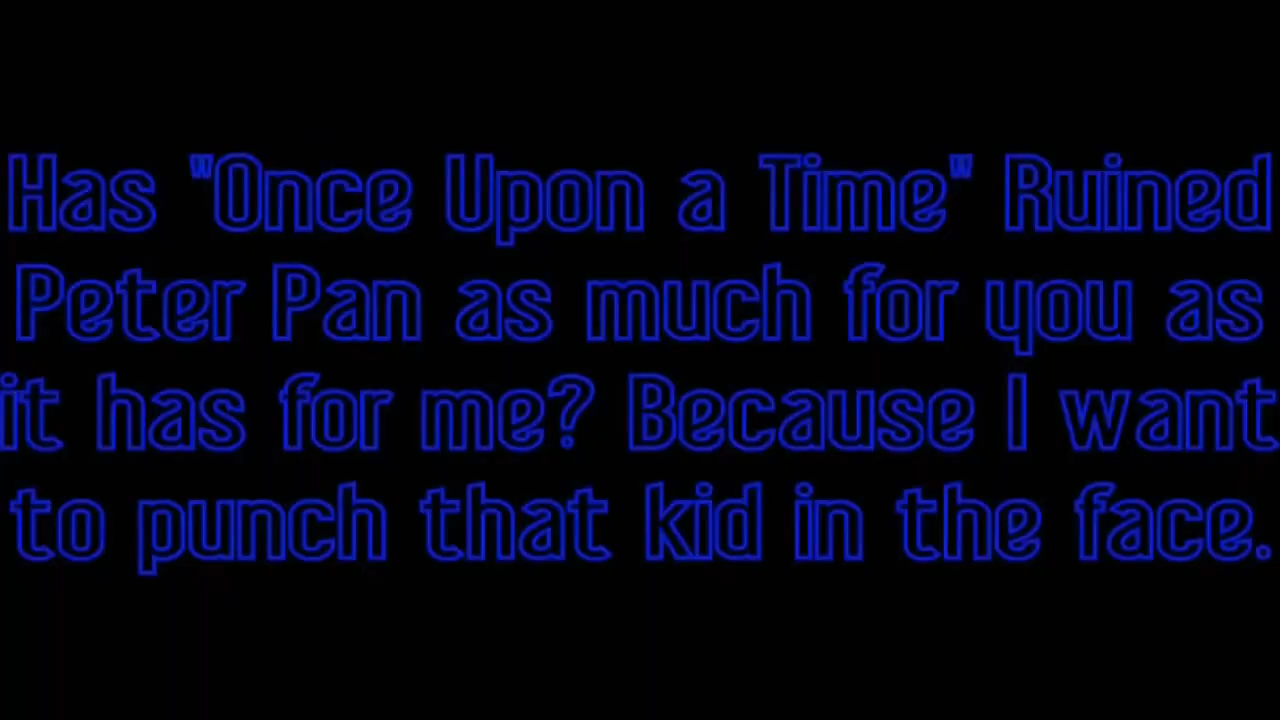 Has "Once Upon a Time" Ruined
Peter Pan as much for you as
it has for me? Because I want
to punch that kid in the face.